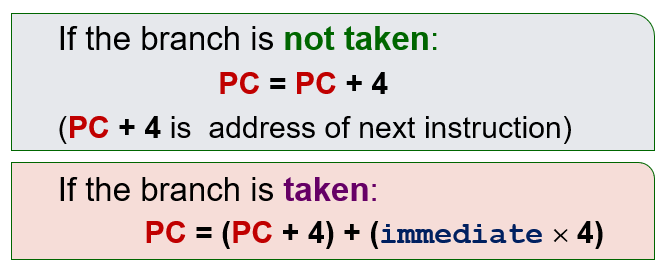 If the branch is not taken:
PC = PC + 4
(PC + 4 is address of next instruction)
If the branch is taken:
PC = (PC + 4) + (immediate × 4)